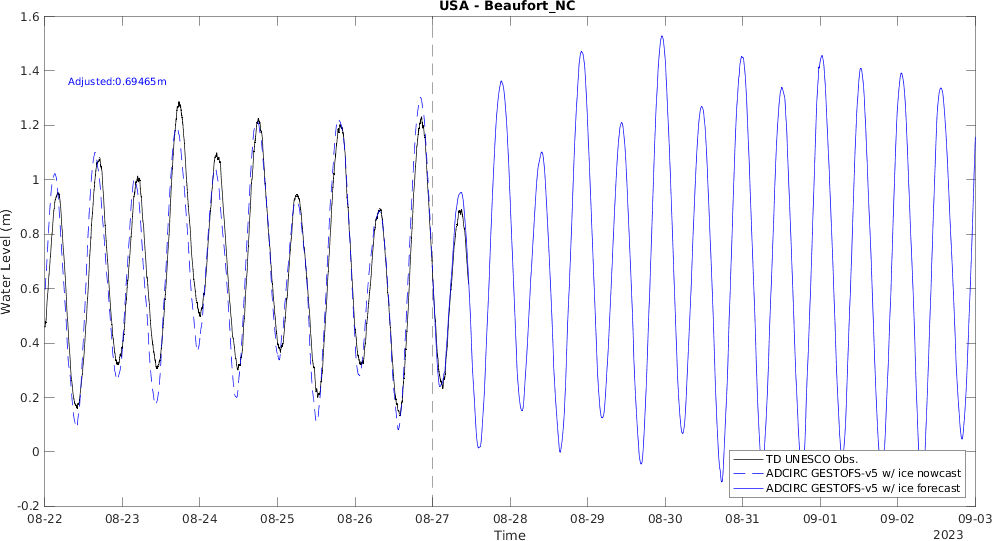 USA - Beaufort_NC
1.6
1.4
1.2
1
0.8
0.6
0.4
0.2
0
-0.2
Water Level (m)
Adjusted:0.69465m
TD UNESCO Obs.
ADCIRC GESTOFS-v5 w/ ice nowcast
ADCIRC GESTOFS-v5 w/ ice forecast
08-22 08-23 08-24 08-25 08-26 08-27 08-28 08-29 08-30 08-31 09-01 09-02 09-03
Time
2023